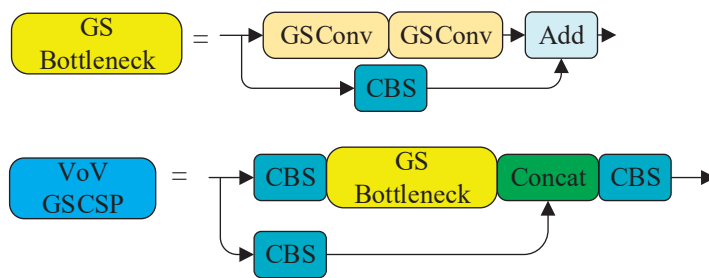 GS
Bottleneck
=
GSConv
GSConv
Add
CBS
VoV
GSCSP
=
CBS
GS
Bottleneck
Concat
CBS
CBS